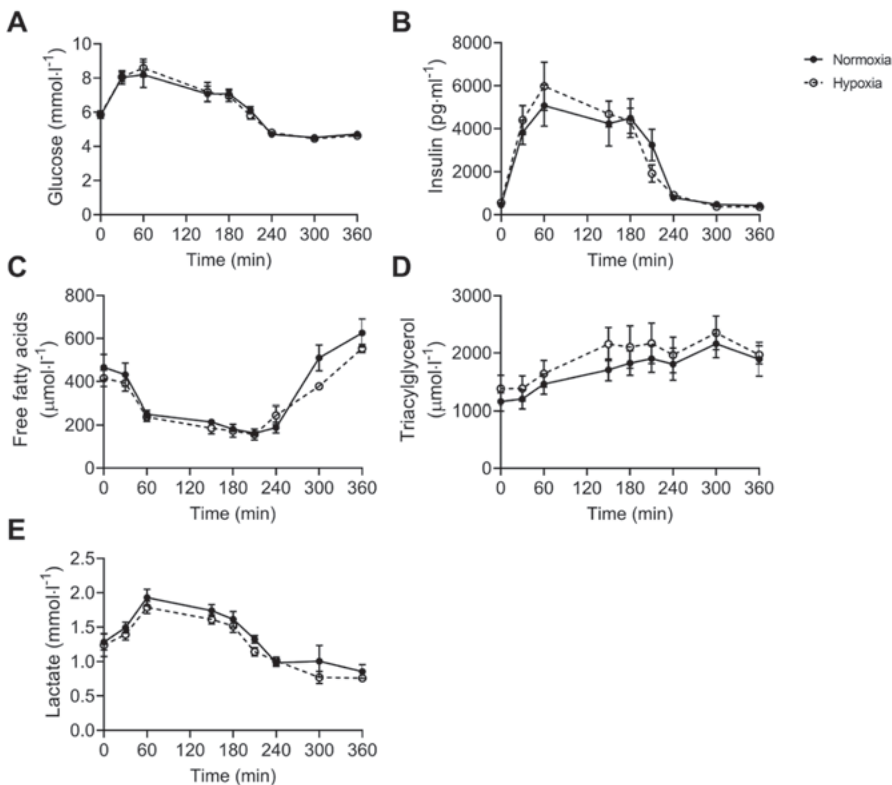 A
Glucose (mmol·l⁻¹)
10
8
6
4
2
0
0 60 120 180 240 300 360
Time (min)
B
Insulin (pg·ml⁻¹)
8000
6000
4000
2000
0
0 60 120 180 240 300 360
Time (min)
Normoxia
Hypoxia
C
Free fatty acids
(μmol·l⁻¹)
800
600
400
200
0
0 60 120 180 240 300 360
Time (min)
D
Triacylglycerol
(μmol·l⁻¹)
3000
2000
1000
0
0 60 120 180 240 300 360
Time (min)
E
Lactate (mmol·l⁻¹)
2.5
2.0
1.5
1.0
0.5
0.0
0 60 120 180 240 300 360
Time (min)